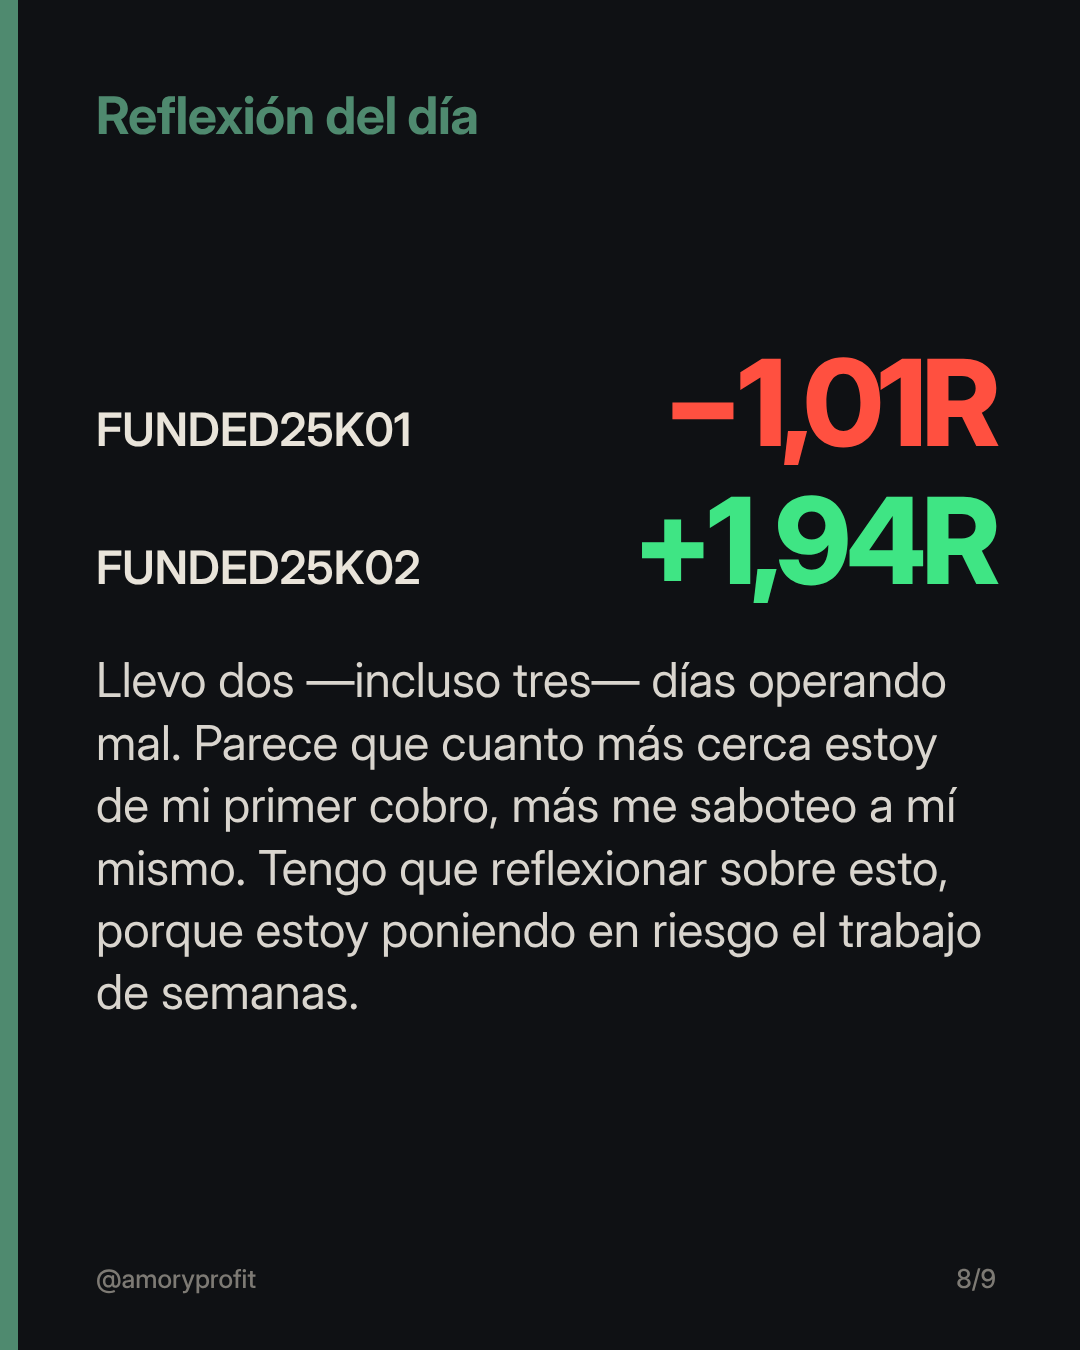 Reflexión del día
FUNDED25K01 −1,01R
FUNDED25K02 +1,94R
Llevo dos —incluso tres— días operando
mal. Parece que cuanto más cerca estoy
de mi primer cobro, más me saboteo a mí
mismo. Tengo que reflexionar sobre esto,
porque estoy poniendo en riesgo el trabajo
de semanas.
@amoryprofit 8/9